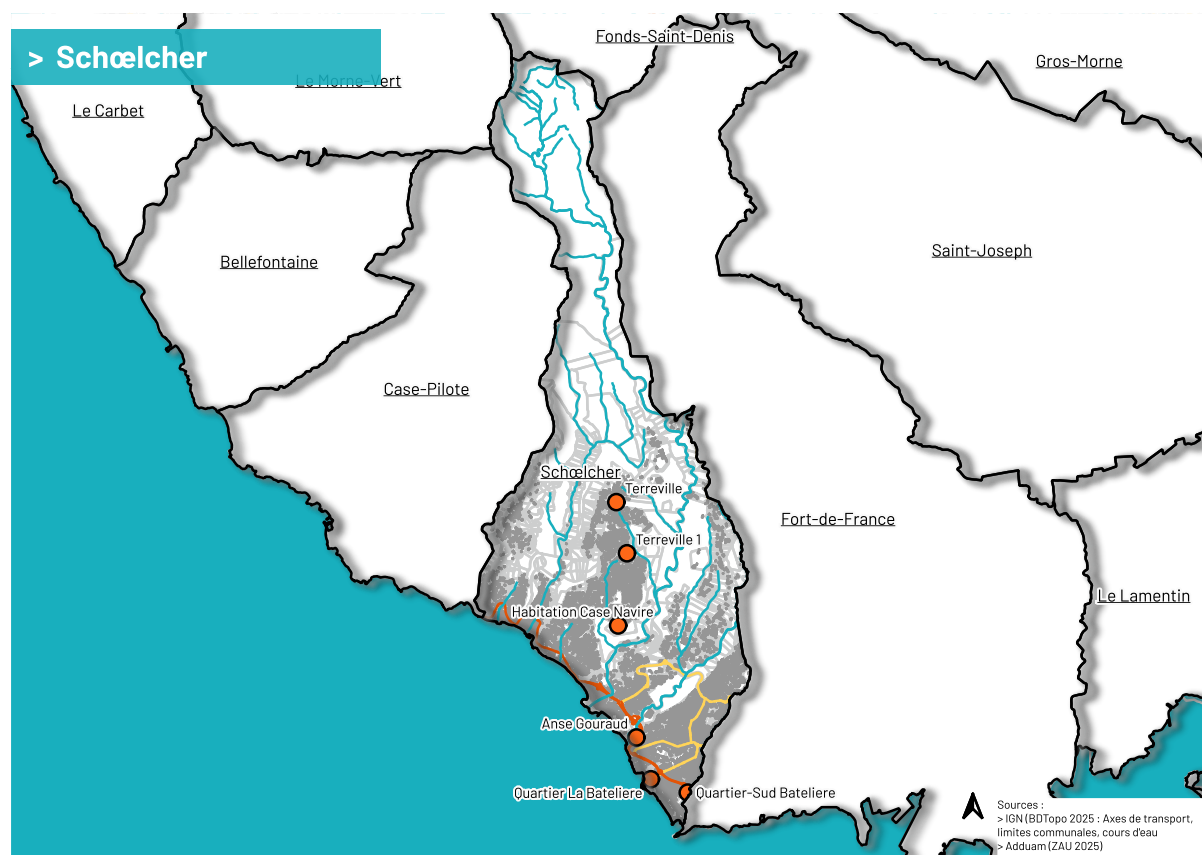 > Schœlcher
Fonds-Saint-Denis
Gros-Morne
Le Morne-Vert
Le Carbet
Saint-Joseph
Bellefontaine
Case-Pilote
Schœlcher
Terreville
Fort-de-France
Terreville 1
Le Lamentin
Habitation Case Navire
Anse Gouraud
Quartier La Bateliere
Quartier-Sud Bateliere
Sources :
> IGN (BDTopo 2025 : Axes de transport,
limites communales, cours d'eau
> Adduam (ZAU 2025)